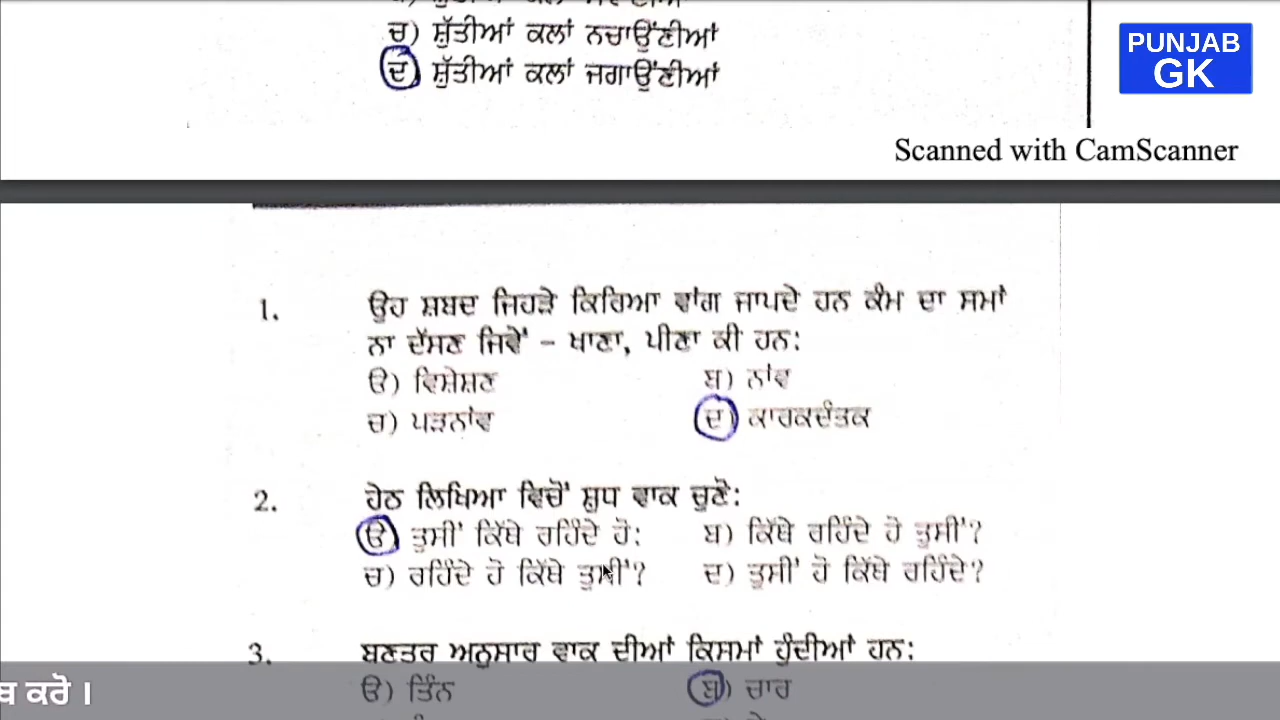 ਚ) ਸ਼ੁੱਤੀਆਂ ਕਲਾਂ ਨਚਾਉਂਣੀਆਂ
ਦ) ਸ਼ੁੱਤੀਆਂ ਕਲਾਂ ਜਗਾਉਂਣੀਆਂ
PUNJAB
GK
Scanned with CamScanner
1. ਉਹ ਸ਼ਬਦ ਜਿਹੜੇ ਕਿਰਿਆ ਵਾਂਗ ਜਾਪਦੇ ਹਨ ਕੰਮ ਦਾ ਸਮਾਂ
ਨਾ ਦੱਸਣ ਜਿਵੇਂ - ਖਾਣਾ, ਪੀਣਾ ਕੀ ਹਨ:
ੳ) ਵਿਸ਼ੇਸ਼ਣ ਬ) ਨਾਂਵ
ਚ) ਪੜਨਾਂਵ ਦ) ਕਾਰਕਦੰਤਕ
2. ਹੇਠ ਲਿਖਿਆ ਵਿਚੋਂ ਸ਼ੁਧ ਵਾਕ ਚੁਣੋ:
ੳ) ਤੁਸੀਂ ਕਿੱਥੇ ਰਹਿੰਦੇ ਹੋ: ਬ) ਕਿੱਥੇ ਰਹਿੰਦੇ ਹੋ ਤੁਸੀਂ?
ਚ) ਰਹਿੰਦੇ ਹੋ ਕਿੱਥੇ ਤੁਸੀਂ? ਦ) ਤੁਸੀਂ ਹੋ ਕਿੱਥੇ ਰਹਿੰਦੇ?
3. ਬਣਤਰ ਅਨੁਸਾਰ ਵਾਕ ਦੀਆਂ ਕਿਸਮਾਂ ਹੁੰਦੀਆਂ ਹਨ:
ੳ) ਤਿੰਨ ਬ) ਚਾਰ
ਕਰੋ ।